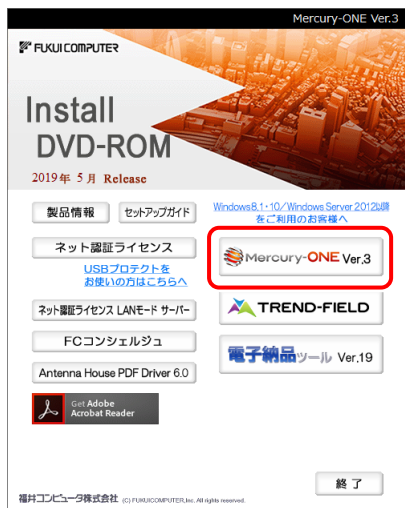 Mercury-ONE Ver.3
FUKUI COMPUTER
Install
DVD-ROM
2019年 5月 Release
製品情報
セットアップガイド
ネット認証ライセンス
USBプロテクトを
お使いの方はこちらへ
ネット認証ライセンス LANモード サーバー
FCコンシェルジュ
Antenna House PDF Driver 6.0
Get Adobe
Acrobat Reader
Windows8.1・10/Windows Server 2012以降
をご利用のお客様へ
Mercury-ONE Ver.3
TREND-FIELD
電子納品ツール Ver.19
終了
福井コンピュータ株式会社 (C) FUKUI COMPUTER, Inc. All rights reserved.